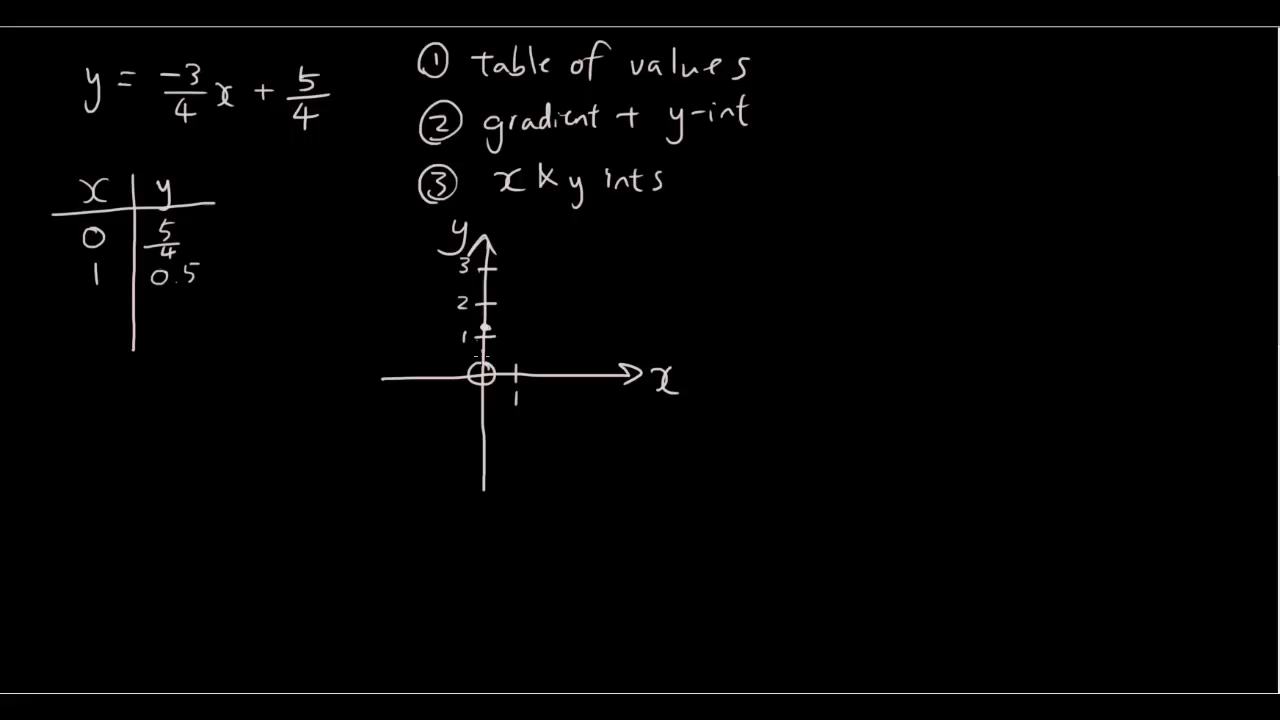 y = -3/4 x + 5/4
① table of values
② gradient + y-int
③ x & y ints
x | y
0 | 5/4
1 | 0.5
y
3
2
1
x
1